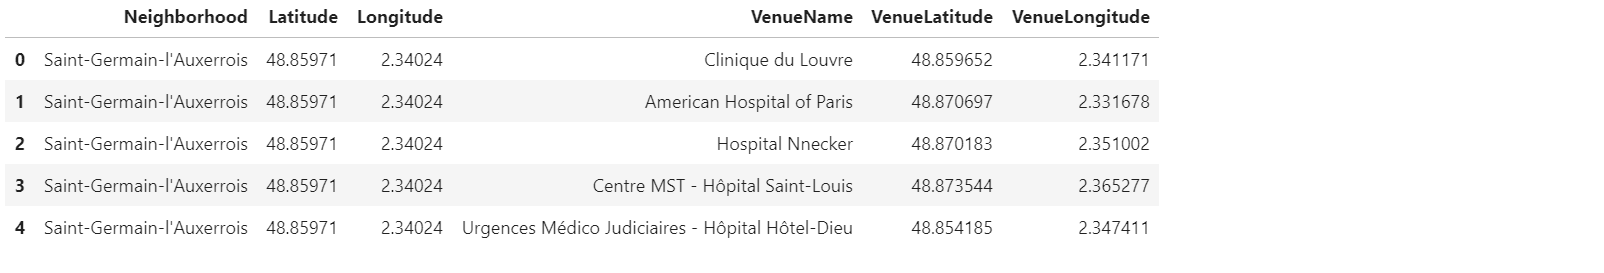 Neighborhood Latitude Longitude VenueName VenueLatitude VenueLongitude
0 Saint-Germain-l'Auxerrois 48.85971 2.34024 Clinique du Louvre 48.859652 2.341171
1 Saint-Germain-l'Auxerrois 48.85971 2.34024 American Hospital of Paris 48.870697 2.331678
2 Saint-Germain-l'Auxerrois 48.85971 2.34024 Hospital Nnecker 48.870183 2.351002
3 Saint-Germain-l'Auxerrois 48.85971 2.34024 Centre MST - Hôpital Saint-Louis 48.873544 2.365277
4 Saint-Germain-l'Auxerrois 48.85971 2.34024 Urgences Médico Judiciaires - Hôpital Hôtel-Dieu 48.854185 2.347411